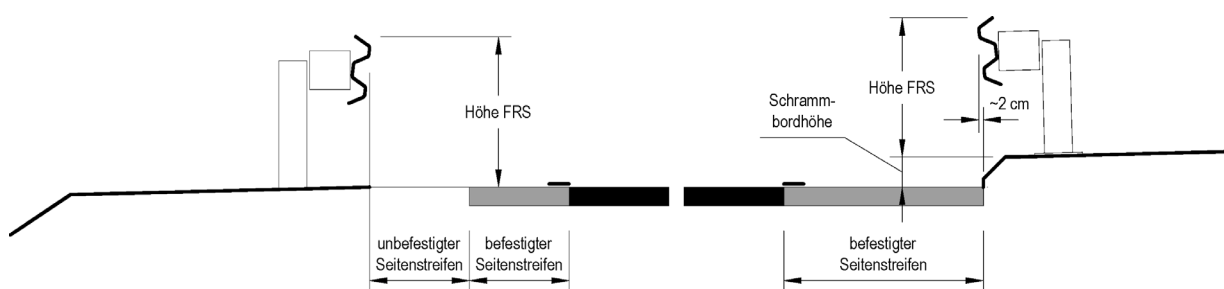 Höhe FRS
unbefestigter
Seitenstreifen
befestigter
Seitenstreifen
Höhe FRS
Schramm-
bordhöhe
~2 cm
befestigter
Seitenstreifen